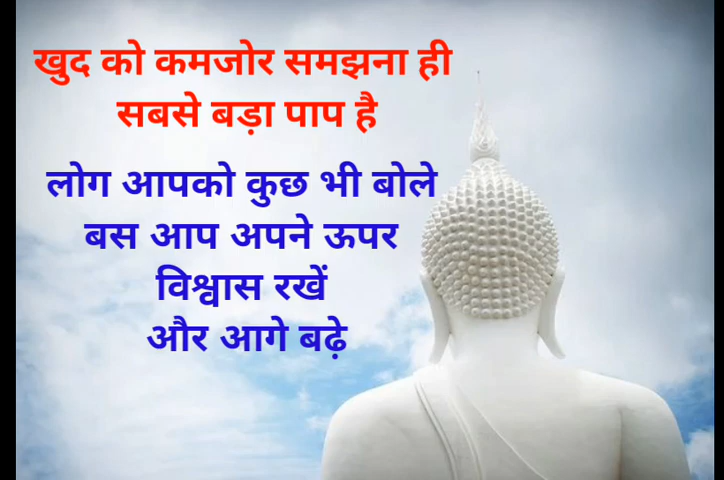 खुद को कमजोर समझना ही
सबसे बड़ा पाप है
लोग आपको कुछ भी बोले
बस आप अपने ऊपर
विश्वास रखें
और आगे बढ़े